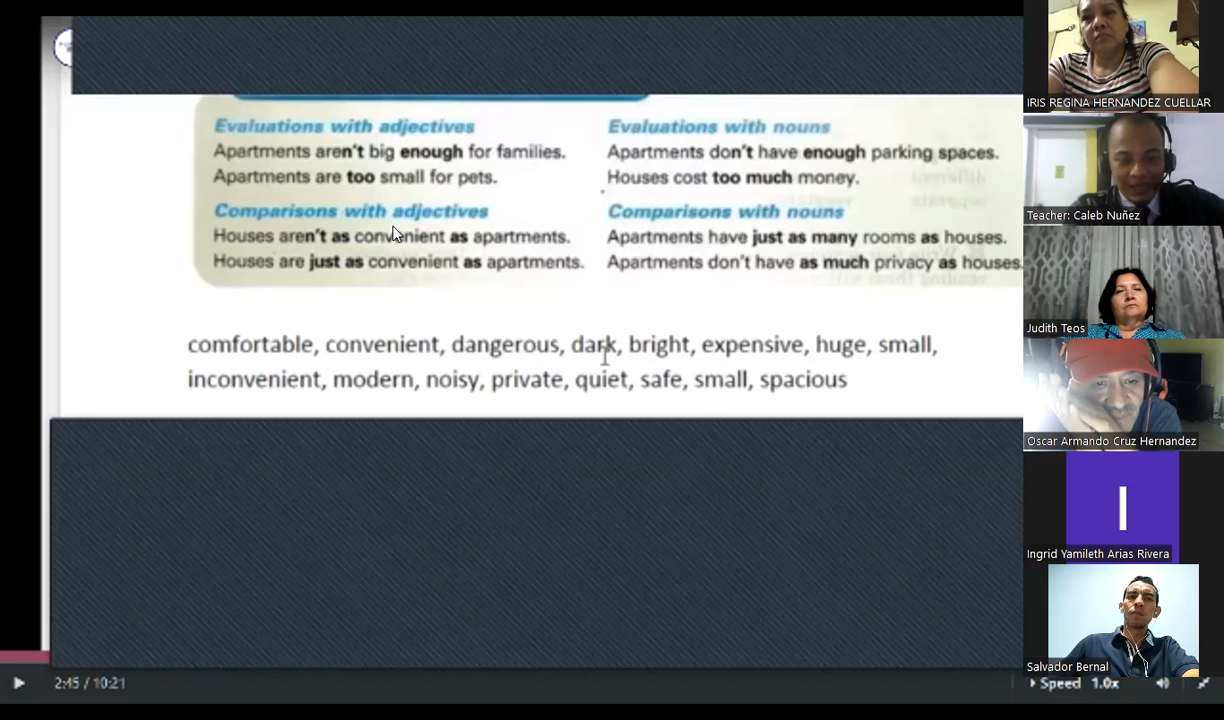 Evaluations with adjectives
Apartments aren't big enough for families.
Apartments are too small for pets.
Comparisons with adjectives
Houses aren't as convenient as apartments.
Houses are just as convenient as apartments.
Evaluations with nouns
Apartments don't have enough parking spaces.
Houses cost too much money.
Comparisons with nouns
Apartments have just as many rooms as houses.
Apartments don't have as much privacy as houses.
comfortable, convenient, dangerous, dark, bright, expensive, huge, small,
inconvenient, modern, noisy, private, quiet, safe, small, spacious
2:45 / 10:21
Speed 1.0x
IRIS REGINA HERNANDEZ CUELLAR
Teacher: Caleb Nuñez
Judith Teos
Oscar Armando Cruz Hernandez
I
Ingrid Yamileth Arias Rivera
Salvador Bernal